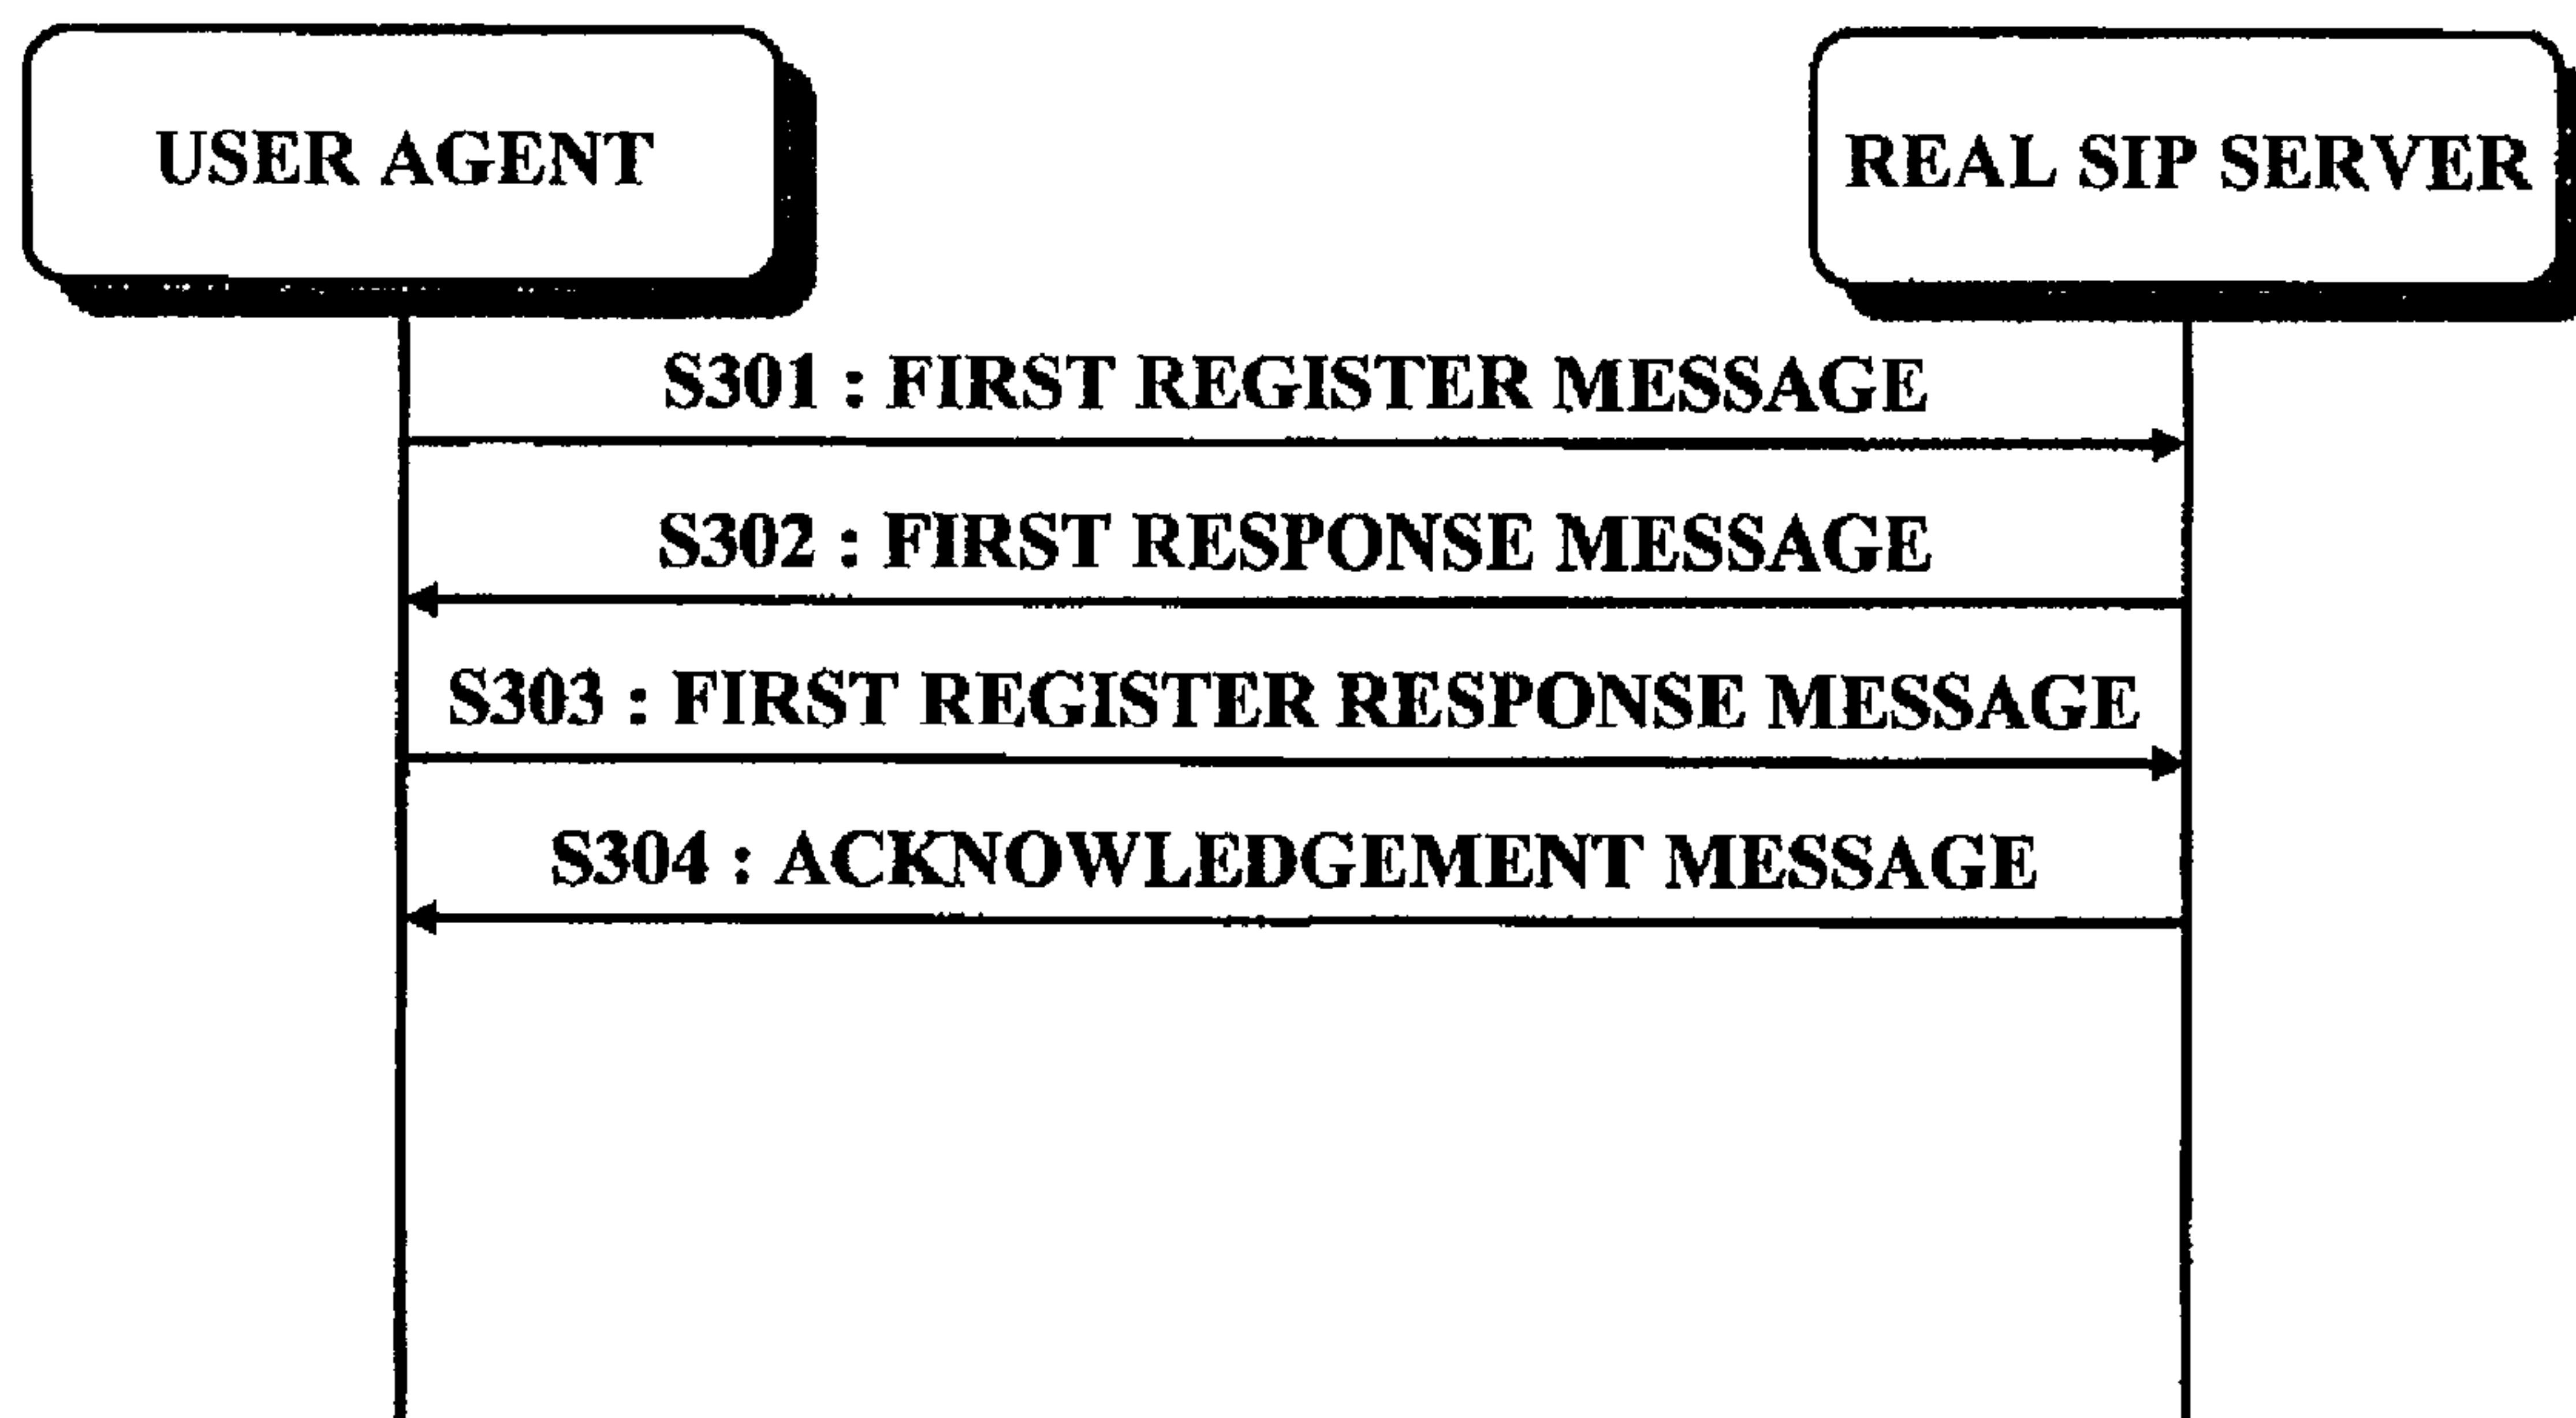 USER AGENT
REAL SIP SERVER
S301 : FIRST REGISTER MESSAGE
S302 : FIRST RESPONSE MESSAGE
S303 : FIRST REGISTER RESPONSE MESSAGE
S304 : ACKNOWLEDGEMENT MESSAGE